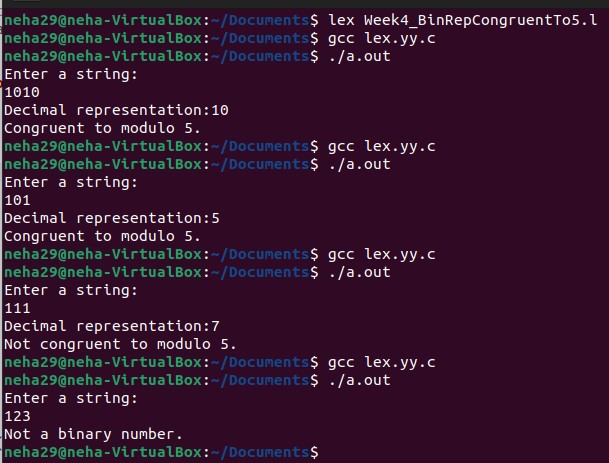 neha29@neha-VirtualBox:~/Documents$ lex Week4_BinRepCongruentTo5.l
neha29@neha-VirtualBox:~/Documents$ gcc lex.yy.c
neha29@neha-VirtualBox:~/Documents$ ./a.out
Enter a string:
1010
Decimal representation:10
Congruent to modulo 5.
neha29@neha-VirtualBox:~/Documents$ gcc lex.yy.c
neha29@neha-VirtualBox:~/Documents$ ./a.out
Enter a string:
101
Decimal representation:5
Congruent to modulo 5.
neha29@neha-VirtualBox:~/Documents$ gcc lex.yy.c
neha29@neha-VirtualBox:~/Documents$ ./a.out
Enter a string:
111
Decimal representation:7
Not congruent to modulo 5.
neha29@neha-VirtualBox:~/Documents$ gcc lex.yy.c
neha29@neha-VirtualBox:~/Documents$ ./a.out
Enter a string:
123
Not a binary number.
neha29@neha-VirtualBox:~/Documents$